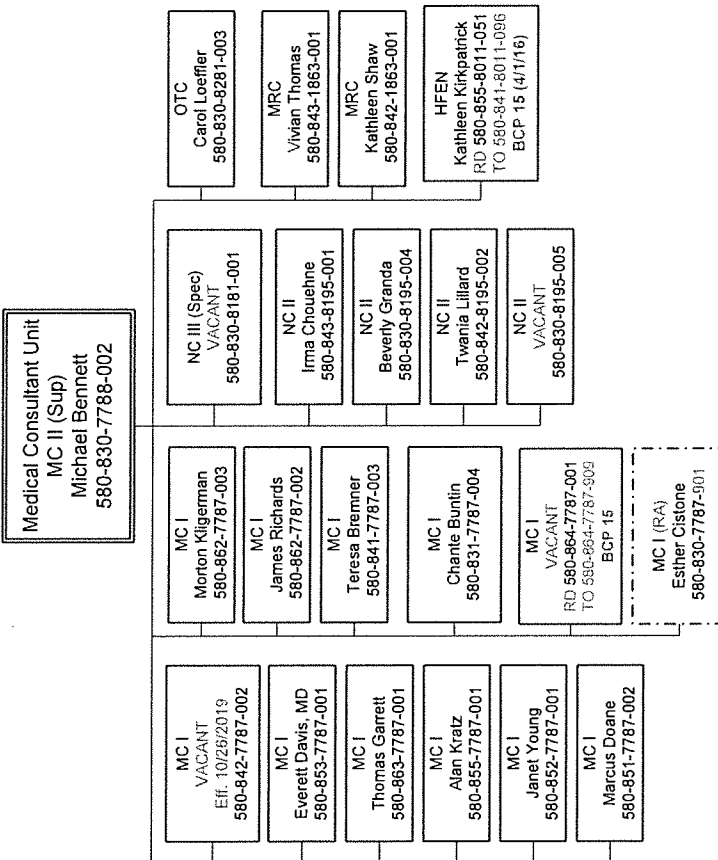 Medical Consultant Unit
MC II (Sup)
Michael Bennett
580-830-7788-002
MC I
VACANT
Eff. 10/26/2019
580-842-7787-002
MC I
Everett Davis, MD
580-853-7787-001
MC I
Thomas Garrett
580-863-7787-001
MC I
Alan Kratz
580-855-7787-001
MC I
Janet Young
580-852-7787-001
MC I
Marcus Doane
580-851-7787-002
MC I
Morton Kligerman
580-862-7787-003
MC I
James Richards
580-862-7787-002
MC I
Teresa Bremner
580-841-7787-003
MC I
Chante Buntin
580-831-7787-004
MC I
VACANT
RD 580-864-7787-001
TO 580-864-7787-909
BCP 15
MC I (RA)
Esther Cistone
580-830-7787-901
NC III (Spec)
VACANT
580-830-8181-001
NC II
Irma Chouehne
580-843-8195-001
NC II
Beverly Granda
580-830-8195-004
NC II
Twania Lillard
580-842-8195-002
NC II
VACANT
580-830-8195-005
OTC
Carol Loeffler
580-830-8281-003
MRC
Vivian Thomas
580-843-1863-001
MRC
Kathleen Shaw
580-842-1863-001
HFEN
Kathleen Kirkpatrick
RD 580-855-8011-051
TO 580-841-8011-096
BCP 15 (4/1/16)